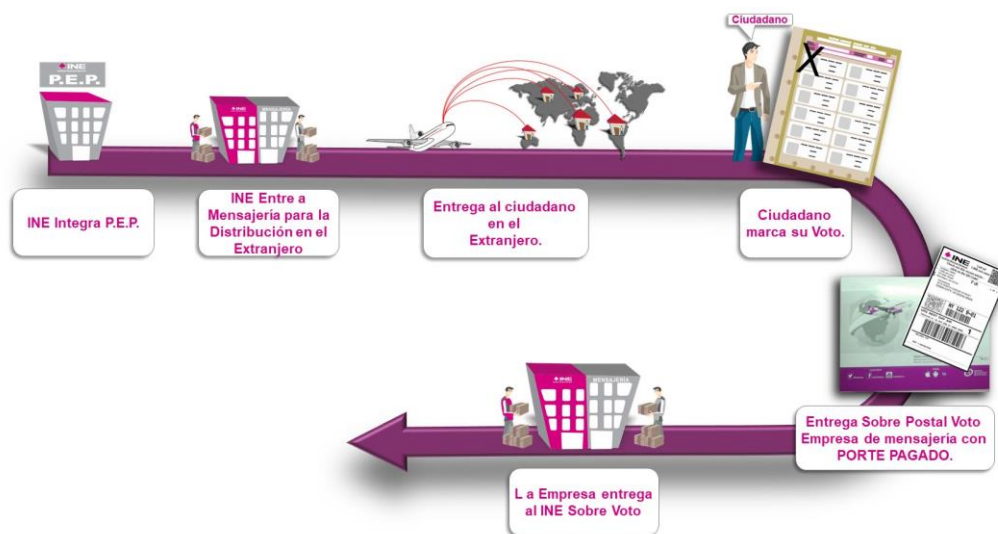 INE
P.E.P.
INE
MENSAJERÍA
Ciudadano
INE Integra P.E.P.
INE Entre a
Mensajería para la
Distribución en el
Extranjero
Entrega al ciudadano
en el
Extranjero.
Ciudadano
marca su Voto.
INE
Entrega Sobre Postal Voto
Empresa de mensajería con
PORTE PAGADO.
INE
MENSAJERÍA
L a Empresa entrega
al INE Sobre Voto